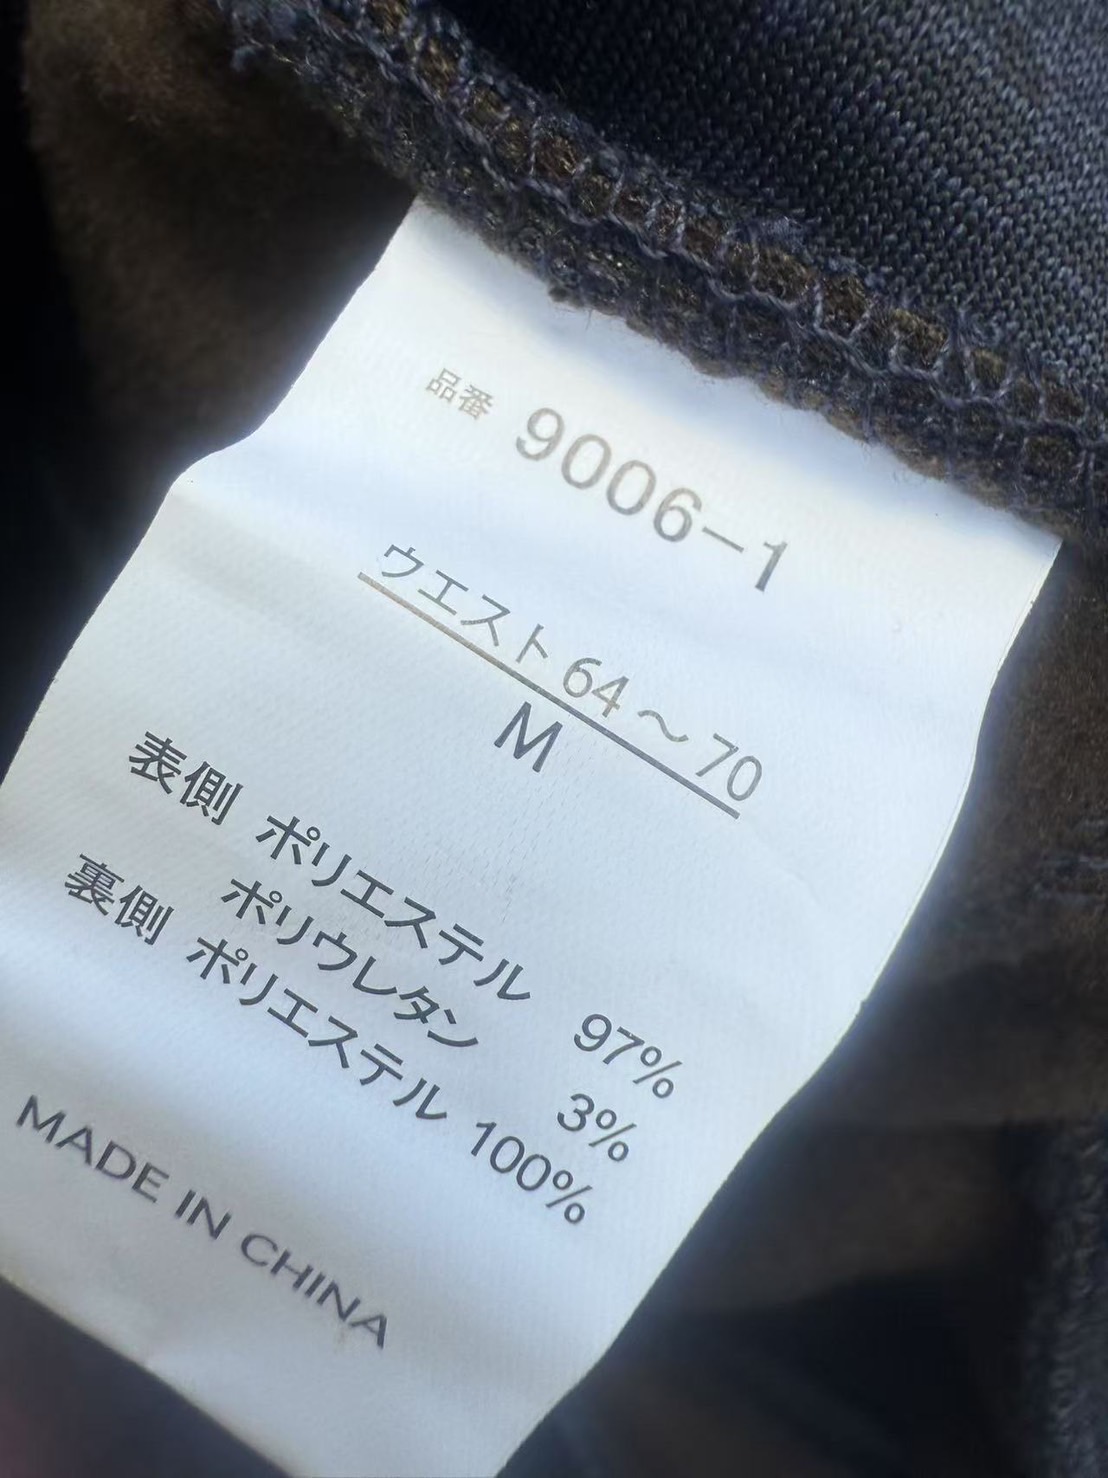 品番 9006-1
ウエスト64～70
M
表側 ポリエステル 97%
ポリウレタン 3%
裏側 ポリエステル 100%
MADE IN CHINA